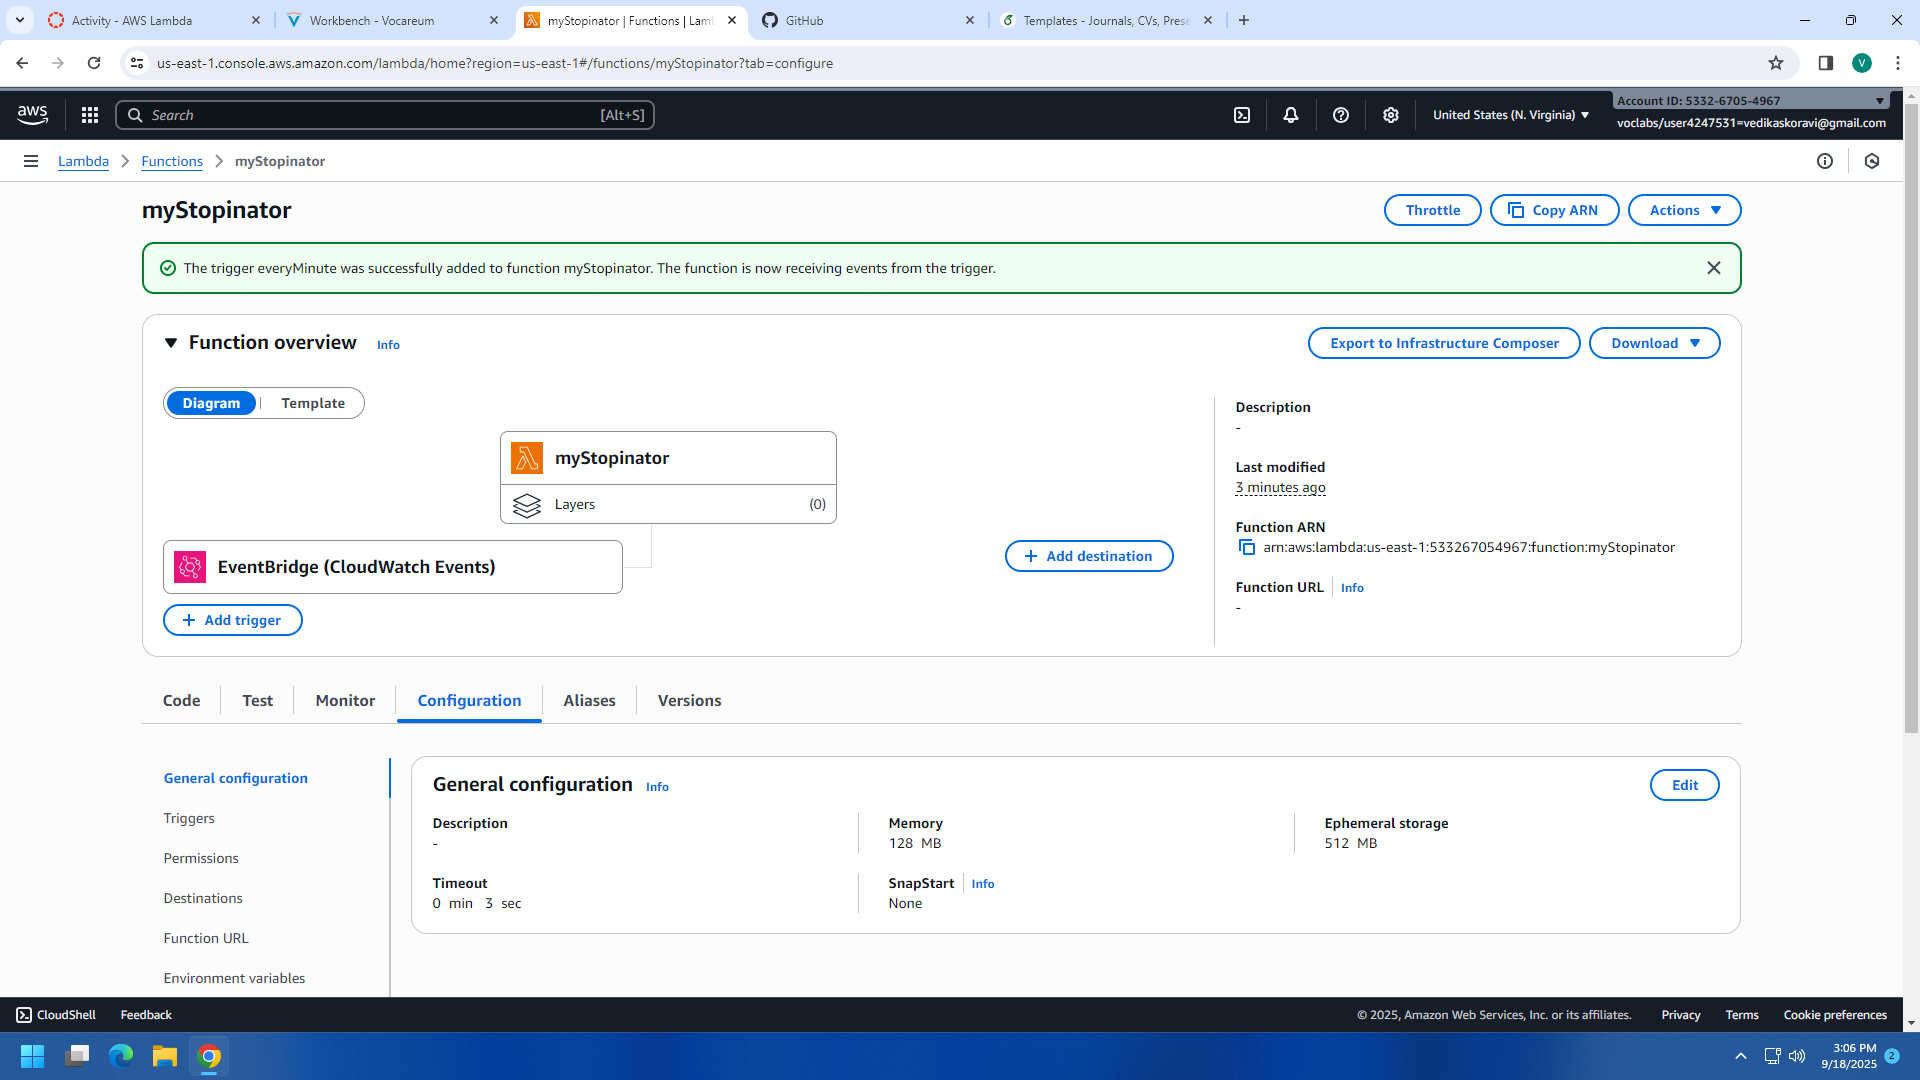 Activity - AWS Lambda
Workbench - Vocareum
myStopinator | Functions | Lamb
GitHub
Templates - Journals, CVs, Prese
us-east-1.console.aws.amazon.com/lambda/home?region=us-east-1#/functions/myStopinator?tab=configure
V
aws
Search
[Alt+S]
United States (N. Virginia)
Account ID: 5332-6705-4967
voclabs/user4247531=vedikaskoravi@gmail.com
Lambda
Functions
myStopinator
myStopinator
Throttle
Copy ARN
Actions
The trigger everyMinute was successfully added to function myStopinator. The function is now receiving events from the trigger.
Function overview
Info
Export to Infrastructure Composer
Download
Diagram
Template
myStopinator
Layers
(0)
EventBridge (CloudWatch Events)
Add trigger
Add destination
Description
-
Last modified
3 minutes ago
Function ARN
arn:aws:lambda:us-east-1:533267054967:function:myStopinator
Function URL
Info
-
Code
Test
Monitor
Configuration
Aliases
Versions
General configuration
Triggers
Permissions
Destinations
Function URL
Environment variables
General configuration
Info
Edit
Description
-
Memory
128 MB
Ephemeral storage
512 MB
Timeout
0 min 3 sec
SnapStart
Info
None
CloudShell
Feedback
© 2025, Amazon Web Services, Inc. or its affiliates.
Privacy
Terms
Cookie preferences
3:06 PM
9/18/2025
2